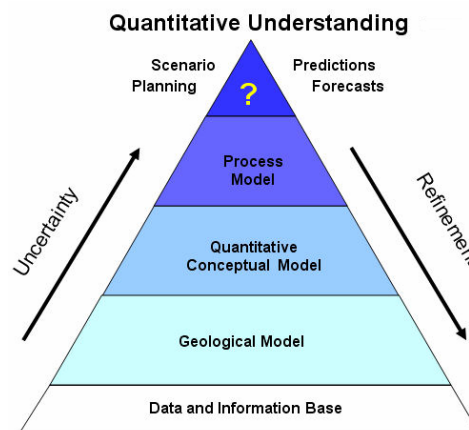 Quantitative Understanding
Scenario
Planning
Predictions
Forecasts
?
Process
Model
Uncertainty
Refinement
Quantitative
Conceptual Model
Geological Model
Data and Information Base